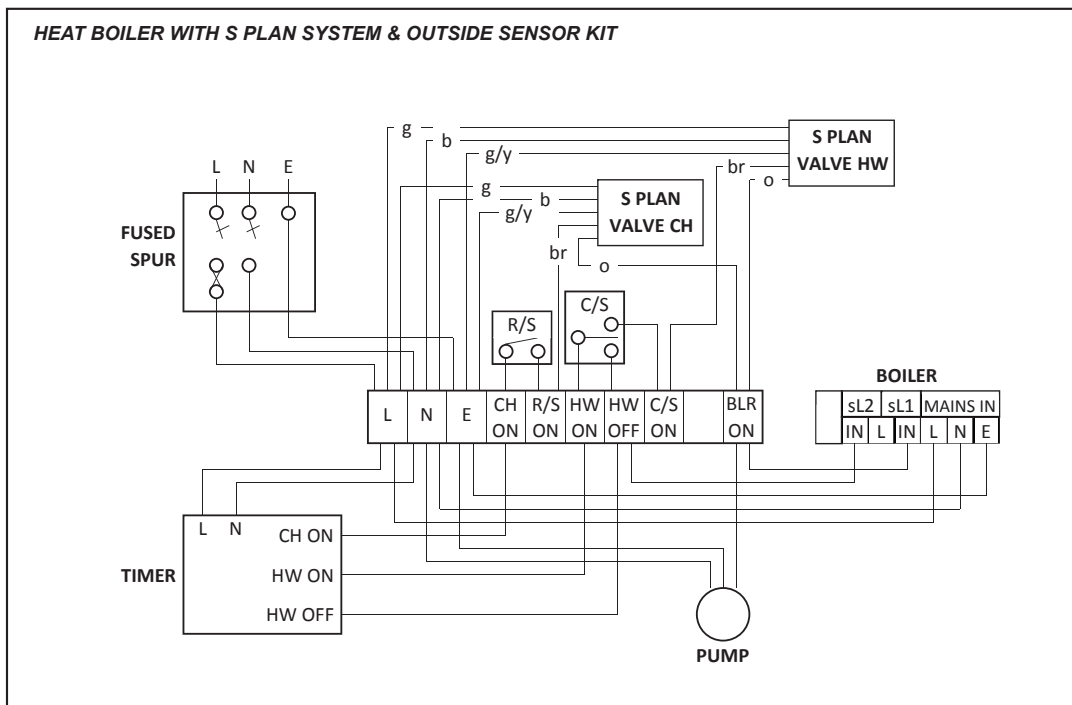 HEAT BOILER WITH S PLAN SYSTEM & OUTSIDE SENSOR KIT
g
b
g/y
br
o
S PLAN
VALVE HW
L N E
FUSED
SPUR
g
b
g/y
br
o
S PLAN
VALVE CH
R/S
C/S
L
N
E
CH
ON
R/S
ON
HW
ON
HW
OFF
C/S
ON
BLR
ON
BOILER
sL2 sL1 MAINS IN
IN L IN L N E
TIMER
L N
CH ON
HW ON
HW OFF
PUMP